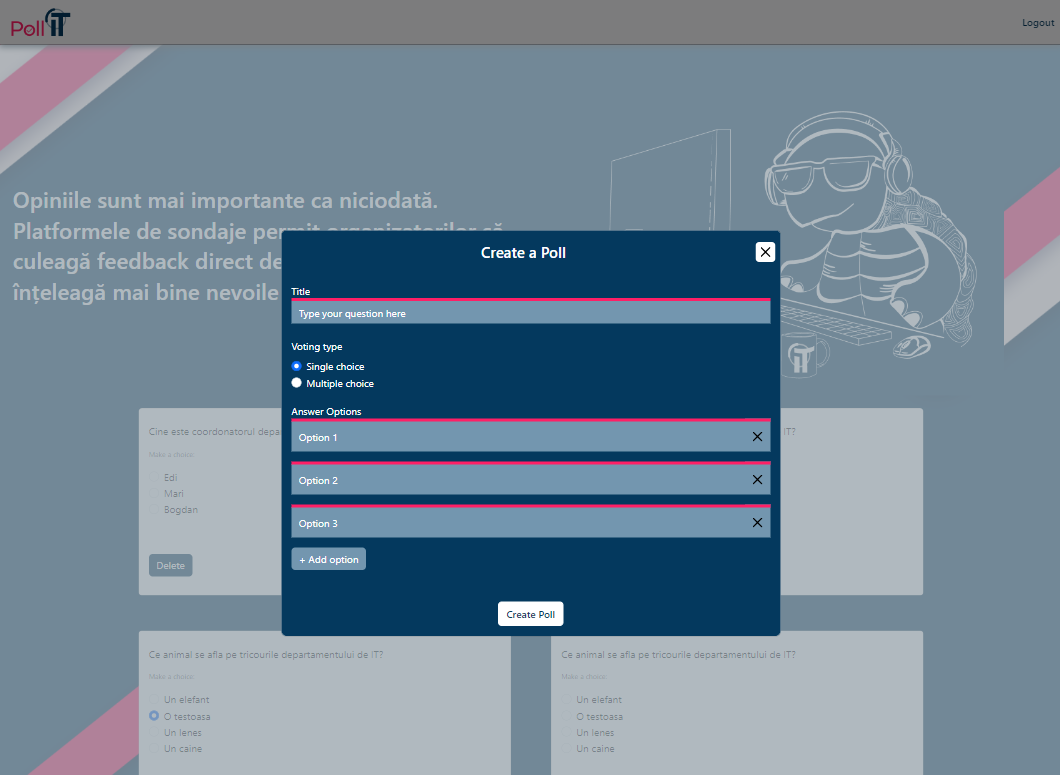 Poll IT
Logout
Opiniile sunt mai importante ca niciodată.
Platformele de sondaje permit organizatorilor să
culeagă feedback direct de
înțeleagă mai bine nevoile
Create a Poll
Title
Type your question here
Voting type
Single choice
Multiple choice
Answer Options
Option 1
Option 2
Option 3
+ Add option
Create Poll
IT
Cine este coordonatorul depa
IT?
Make a choice:
Edi
Mari
Bogdan
Delete
Ce animal se afla pe tricourile departamentului de IT?
Make a choice:
Un elefant
O testoasa
Un lenes
Un caine
Ce animal se afla pe tricourile departamentului de IT?
Make a choice:
Un elefant
O testoasa
Un lenes
Un caine